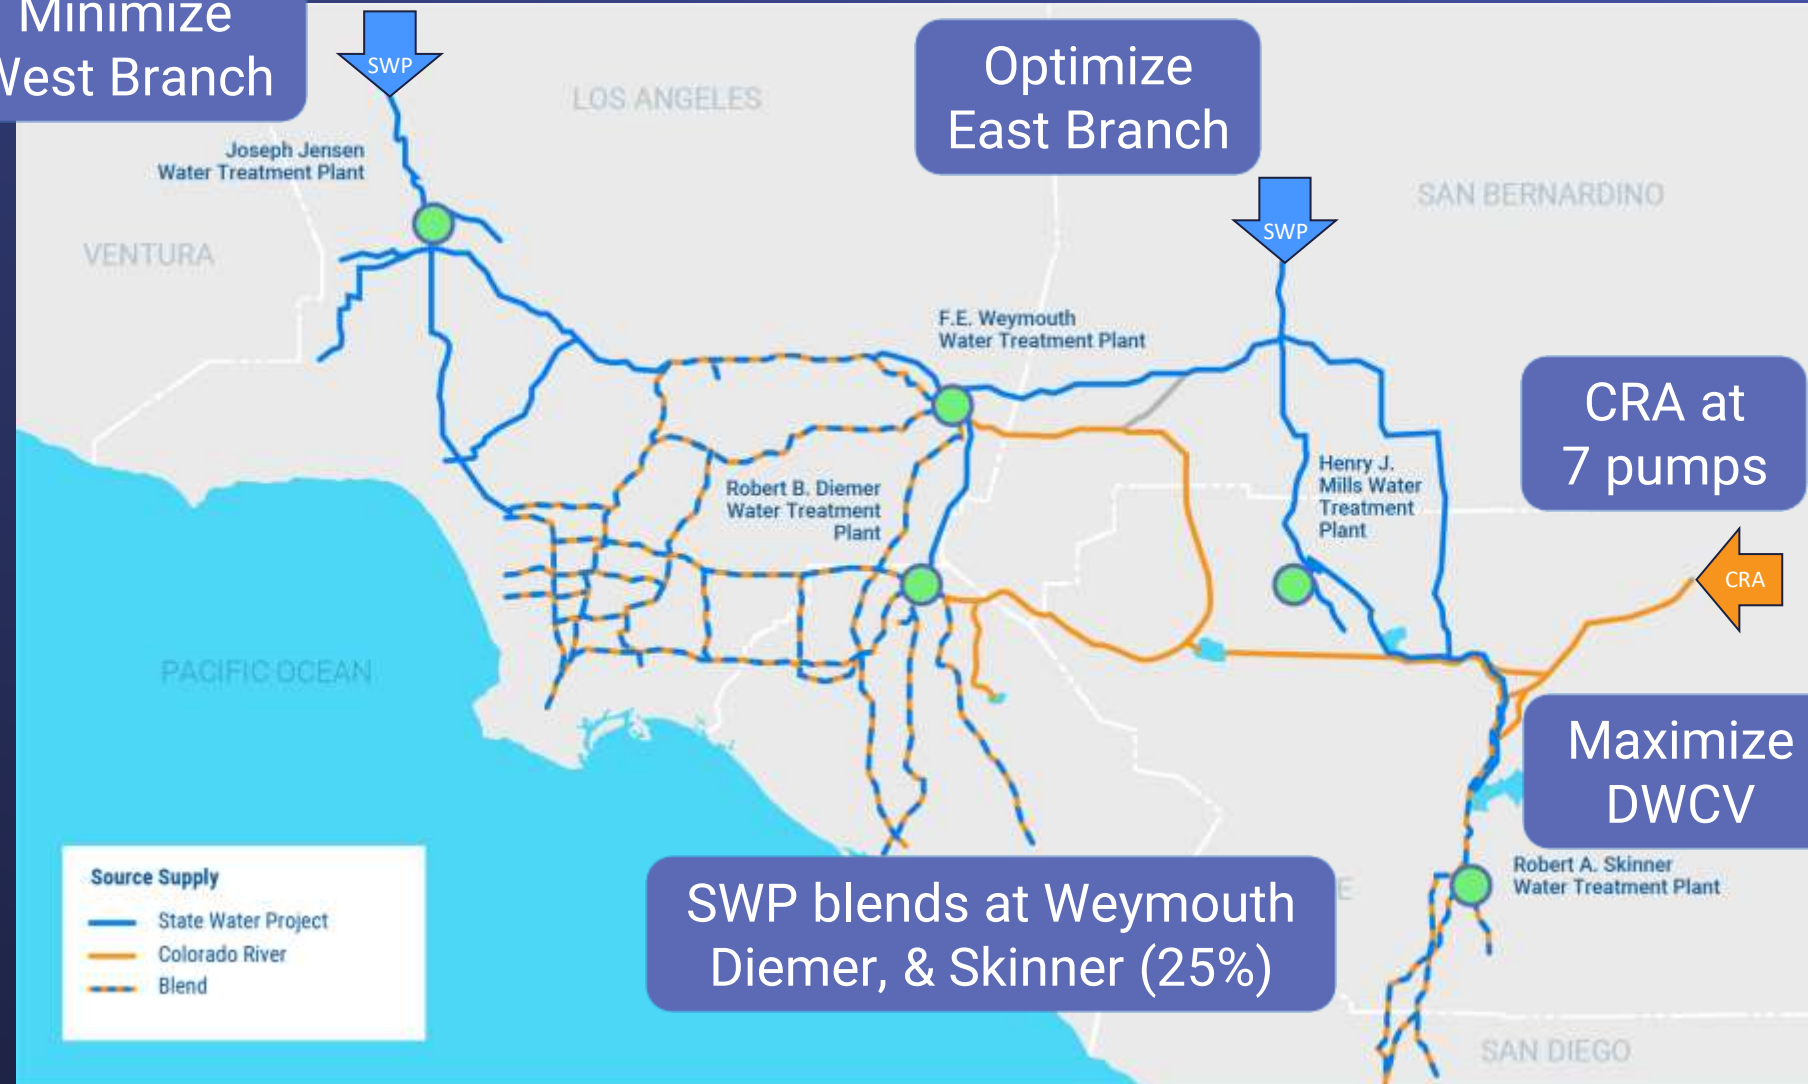 Minimize
West Branch
SWP
LOS ANGELES
Optimize
East Branch
Joseph Jensen
Water Treatment Plant
SAN BERNARDINO
SWP
VENTURA
F.E. Weymouth
Water Treatment Plant
CRA at
7 pumps
Henry J.
Mills Water
Treatment
Plant
Robert B. Diemer
Water Treatment
Plant
CRA
PACIFIC OCEAN
Maximize
DWCV
Source Supply
State Water Project
Colorado River
Blend
SWP blends at Weymouth
Diemer, & Skinner (25%)
E
Robert A. Skinner
Water Treatment Plant
SAN DIEGO